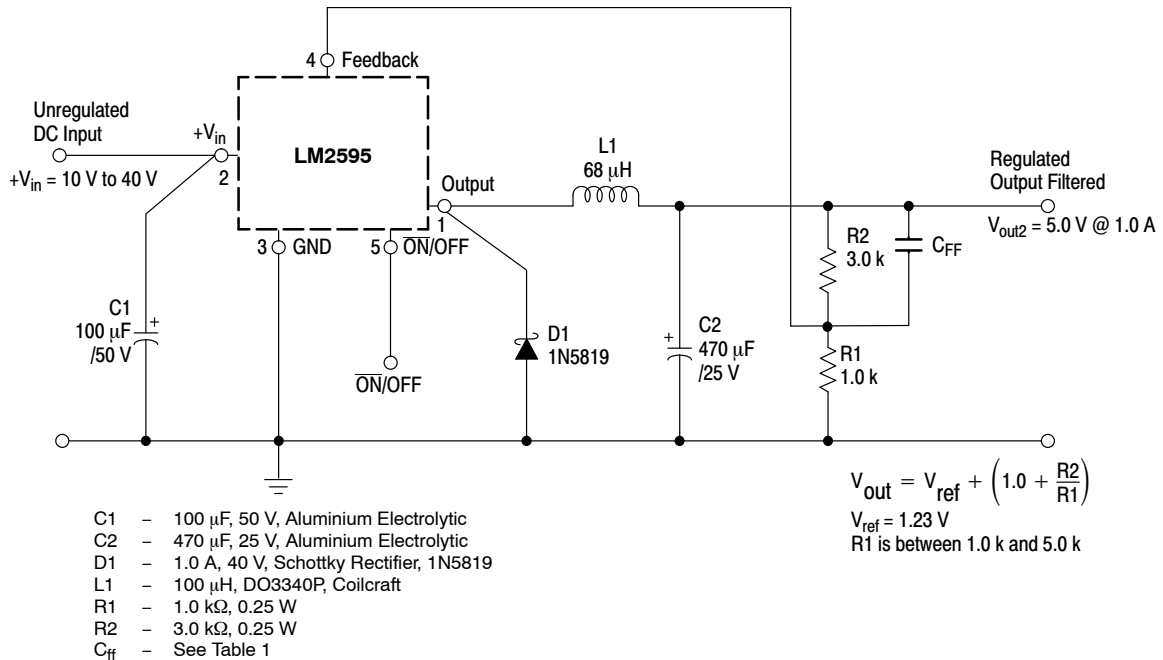 4 Feedback
Unregulated
DC Input
+Vin
+Vin = 10 V to 40 V
2
LM2595
Output
1
L1
68 μH
Regulated
Output Filtered
Vout2 = 5.0 V @ 1.0 A
3 GND
5 ON/OFF
R2
3.0 k
CFF
C1
100 μF
/50 V
+
ON/OFF
D1
1N5819
+
C2
470 μF
/25 V
R1
1.0 k
Vout = Vref + (1.0 + R2/R1)
Vref = 1.23 V
R1 is between 1.0 k and 5.0 k
C1 – 100 μF, 50 V, Aluminium Electrolytic
C2 – 470 μF, 25 V, Aluminium Electrolytic
D1 – 1.0 A, 40 V, Schottky Rectifier, 1N5819
L1 – 100 μH, DO3340P, Coilcraft
R1 – 1.0 kΩ, 0.25 W
R2 – 3.0 kΩ, 0.25 W
Cff – See Table 1